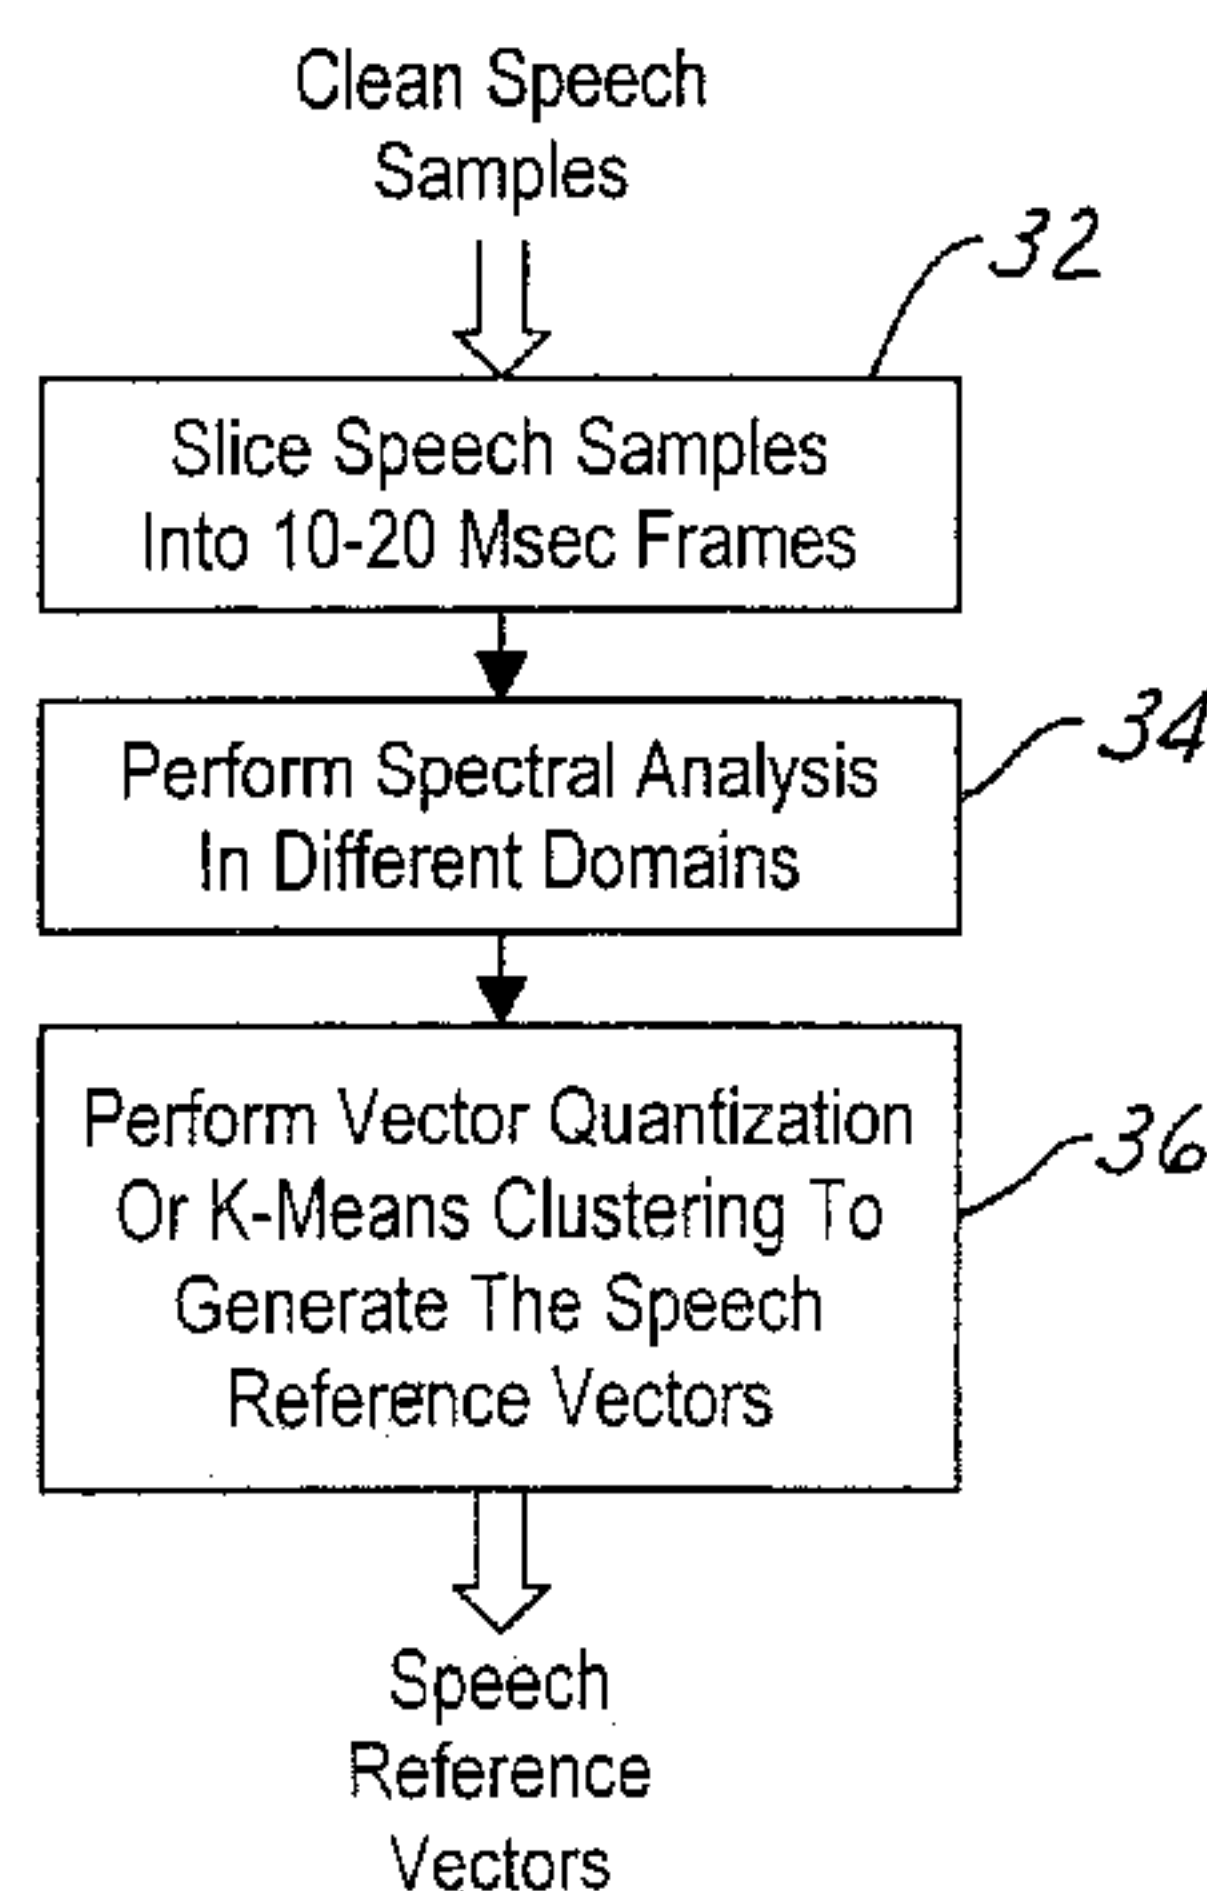 Clean Speech
Samples
32
Slice Speech Samples
Into 10-20 Msec Frames
34
Perform Spectral Analysis
In Different Domains
36
Perform Vector Quantization
Or K-Means Clustering To
Generate The Speech
Reference Vectors
Speech
Reference
Vectors